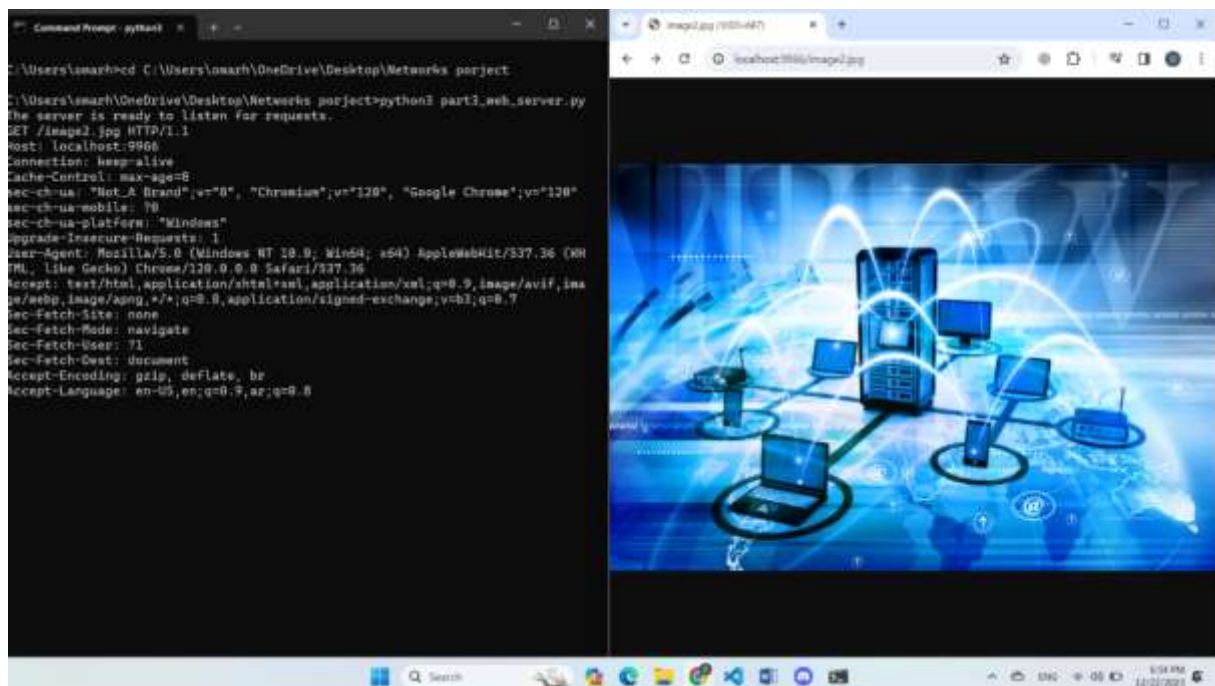 Command Prompt - python3
C:\Users\omarh>cd C:\Users\omarh\OneDrive\Desktop\Networks porject
C:\Users\omarh\OneDrive\Desktop\Networks porject>python3 part3_web_server.py
The server is ready to listen for requests.
GET /image2.jpg HTTP/1.1
Host: localhost:9966
Connection: keep-alive
Cache-Control: max-age=0
sec-ch-ua: "Not_A Brand";v="8", "Chromium";v="120", "Google Chrome";v="120"
sec-ch-ua-mobile: ?0
sec-ch-ua-platform: "Windows"
Upgrade-Insecure-Requests: 1
User-Agent: Mozilla/5.0 (Windows NT 10.0; Win64; x64) AppleWebKit/537.36 (KH
TML, like Gecko) Chrome/120.0.0.0 Safari/537.36
Accept: text/html,application/xhtml+xml,application/xml;q=0.9,image/avif,ima
ge/webp,image/apng,*/*;q=0.8,application/signed-exchange;v=b3;q=0.7
Sec-Fetch-Site: none
Sec-Fetch-Mode: navigate
Sec-Fetch-User: ?1
Sec-Fetch-Dest: document
Accept-Encoding: gzip, deflate, br
Accept-Language: en-US,en;q=0.9,ar;q=0.8
image2.jpg
localhost:9966/image2.jpg
W W
Search
ENG
12/22/2023